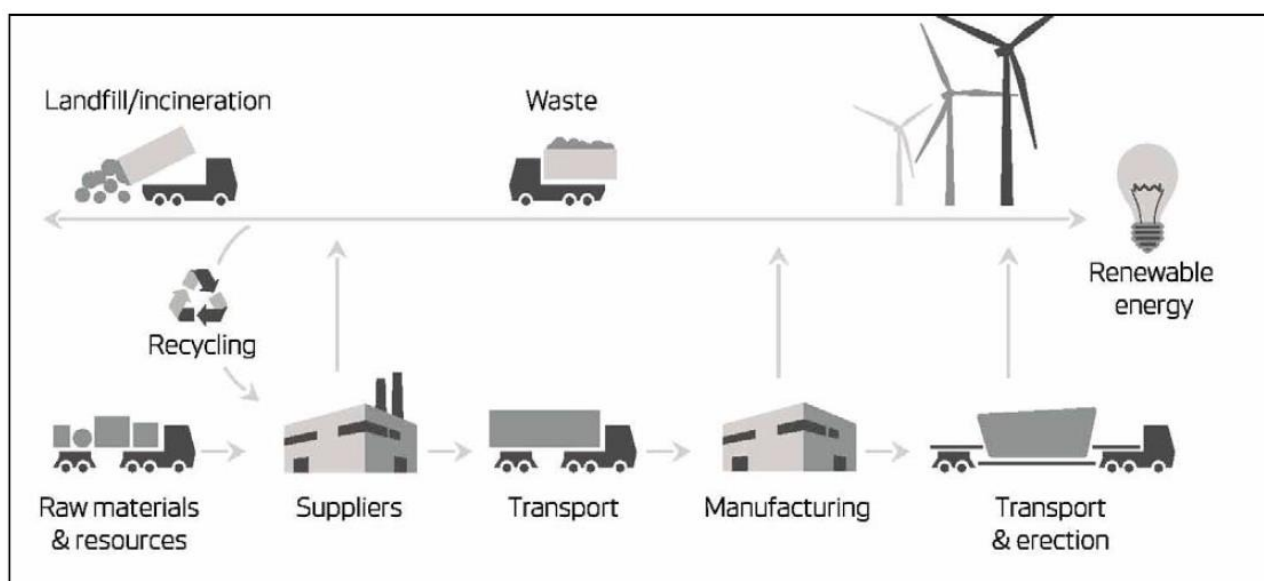 Landfill/incineration
Waste
Renewable
energy
Recycling
Raw materials
& resources
Suppliers
Transport
Manufacturing
Transport
& erection